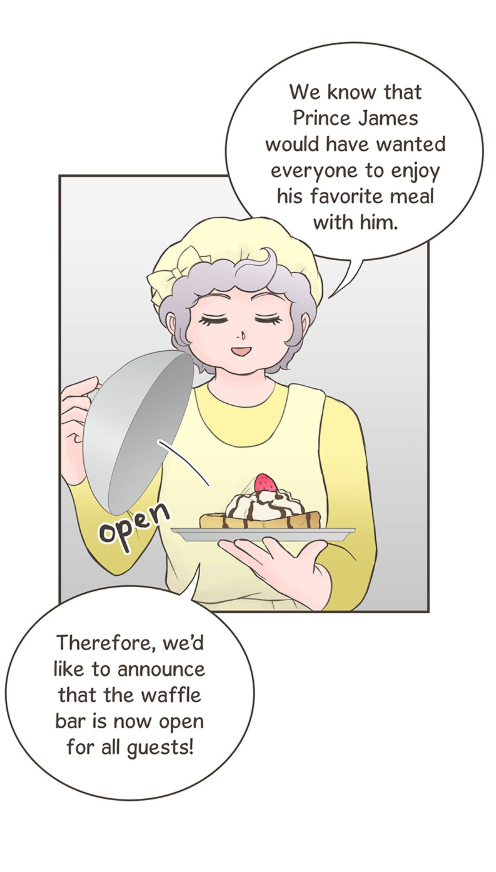 We know that
Prince James
would have wanted
everyone to enjoy
his favorite meal
with him.
open
Therefore, we'd
like to announce
that the waffle
bar is now open
for all guests!